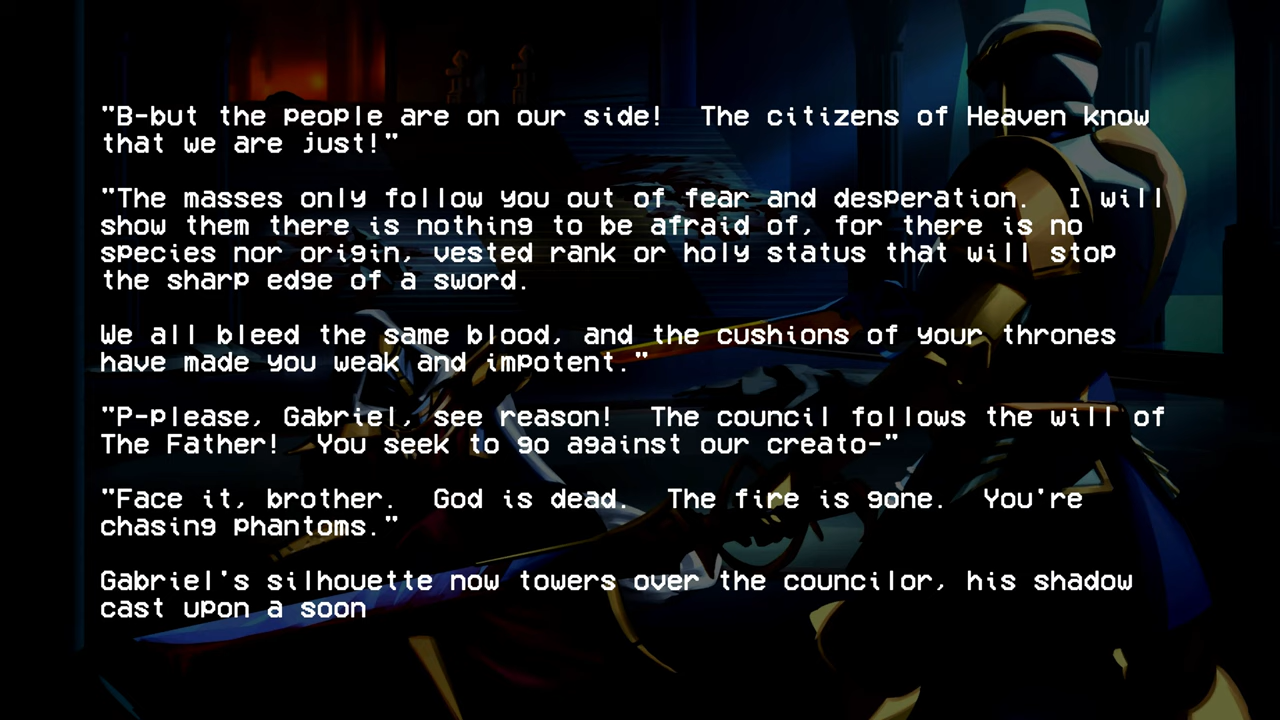 "B-but the people are on our side!  The citizens of Heaven know
that we are just!"
"The masses only follow you out of fear and desperation.  I will
show them there is nothing to be afraid of, for there is no
species nor origin, vested rank or holy status that will stop
the sharp edge of a sword.
We all bleed the same blood, and the cushions of your thrones
have made you weak and impotent."
"P-please, Gabriel, see reason!  The council follows the will of
The Father!  You seek to go against our creato-"
"Face it, brother.  God is dead.  The fire is gone.  You're
chasing phantoms."
Gabriel's silhouette now towers over the councilor, his shadow
cast upon a soon